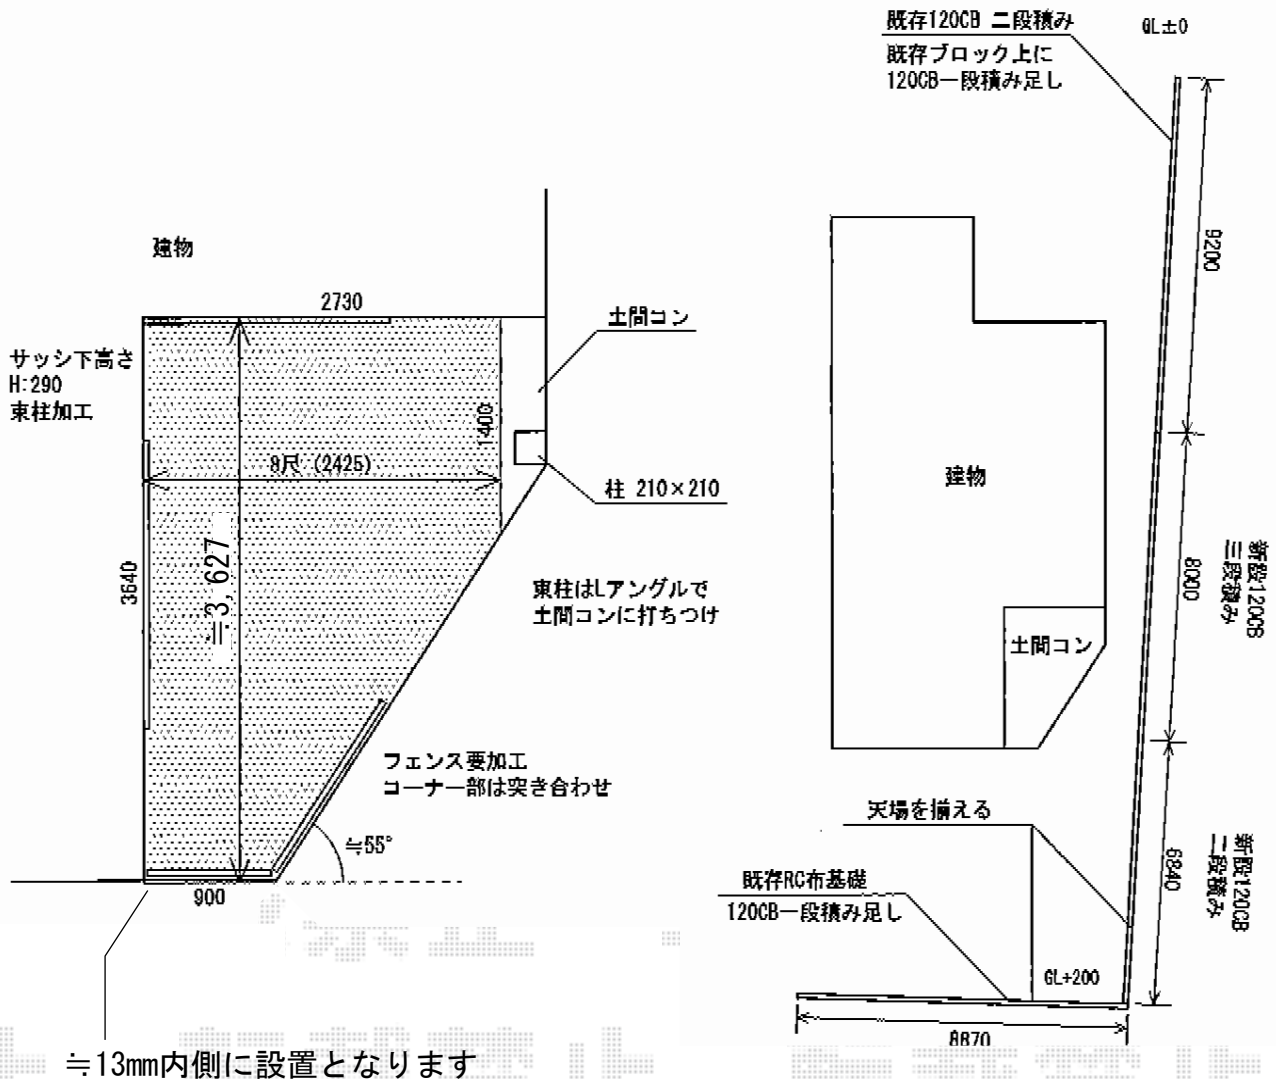 既存120CB 二段積み
既存ブロック上に
120CB一段積み足し
GL±0
9200
建物
2730
サッシ下高さ
H:290
束柱加工
土間コン
1400
8尺 (2425)
柱 210×210
3640
≒3,627
束柱はLアングルで
土間コンに打ちつけ
フェンス要加工
コーナー部は突き合わせ
≒55°
900
≒13mm内側に設置となります
建物
土間コン
8000
新設120CB
三段積み
天場を揃える
6840
新設120CB
二段積み
既存RC布基礎
120CB一段積み足し
GL+200
8870